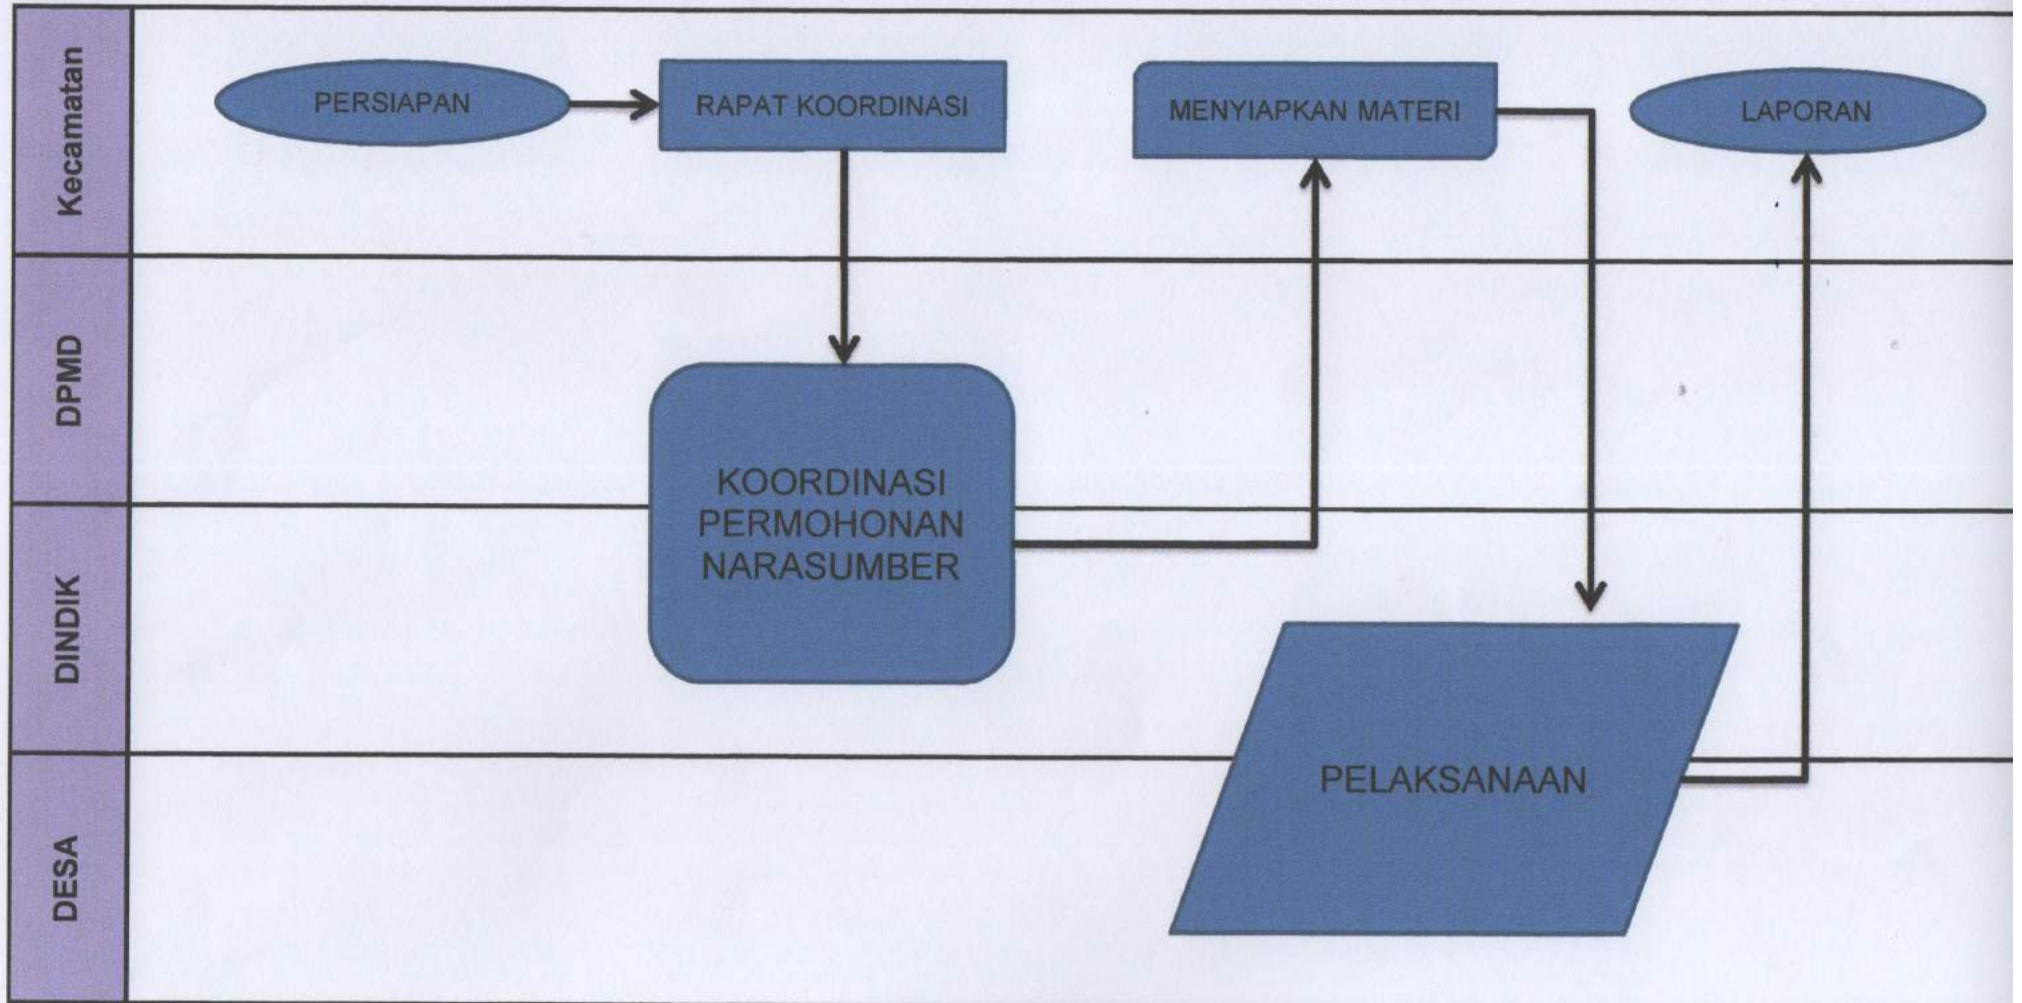 Kecamatan
PERSIAPAN
RAPAT KOORDINASI
MENYIAPKAN MATERI
LAPORAN
DPMD
KOORDINASI
PERMOHONAN
NARASUMBER
DINDIK
PELAKSANAAN
DESA